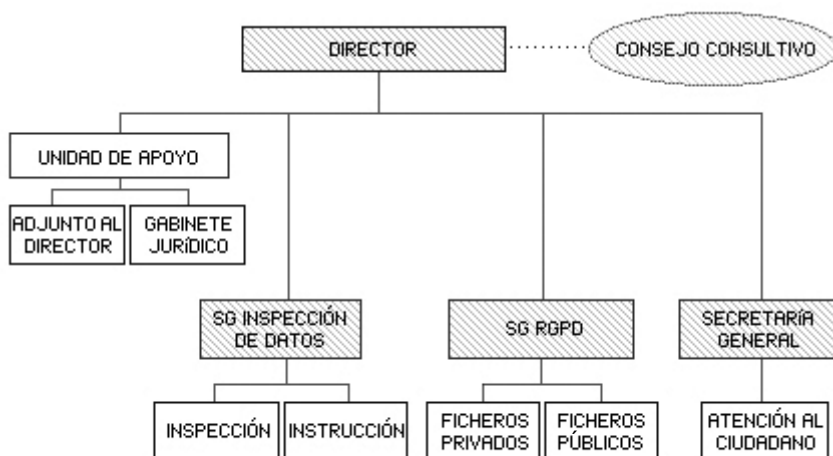 DIRECTOR
CONSEJO CONSULTIVO
UNIDAD DE APOYO
ADJUNTO AL
DIRECTOR
GABINETE
JURÍDICO
SG INSPECCIÓN
DE DATOS
SG RGPD
SECRETARÍA
GENERAL
INSPECCIÓN
INSTRUCCIÓN
FICHEROS
PRIVADOS
FICHEROS
PÚBLICOS
ATENCIÓN AL
CIUDADANO